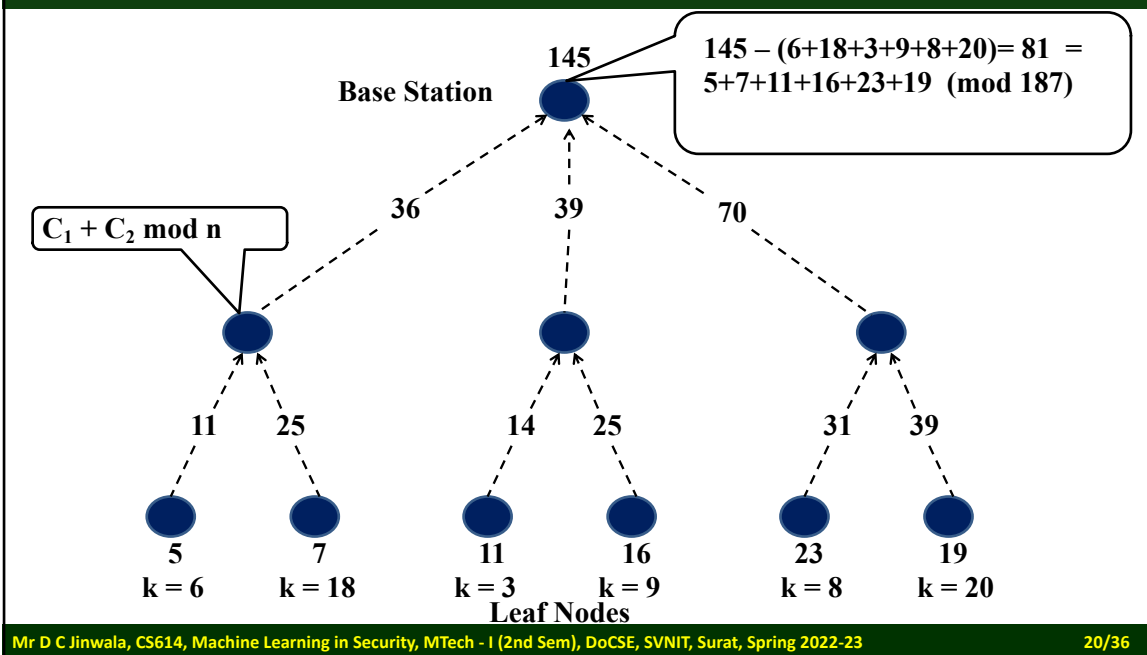 145
145 – (6+18+3+9+8+20)= 81 =
5+7+11+16+23+19 (mod 187)
Base Station
36 39 70
C₁ + C₂ mod n
11 25 14 25 31 39
5 7 11 16 23 19
k = 6 k = 18 k = 3 k = 9 k = 8 k = 20
Leaf Nodes
Mr D C Jinwala, CS614, Machine Learning in Security, MTech - I (2nd Sem), DoCSE, SVNIT, Surat, Spring 2022-23 20/36